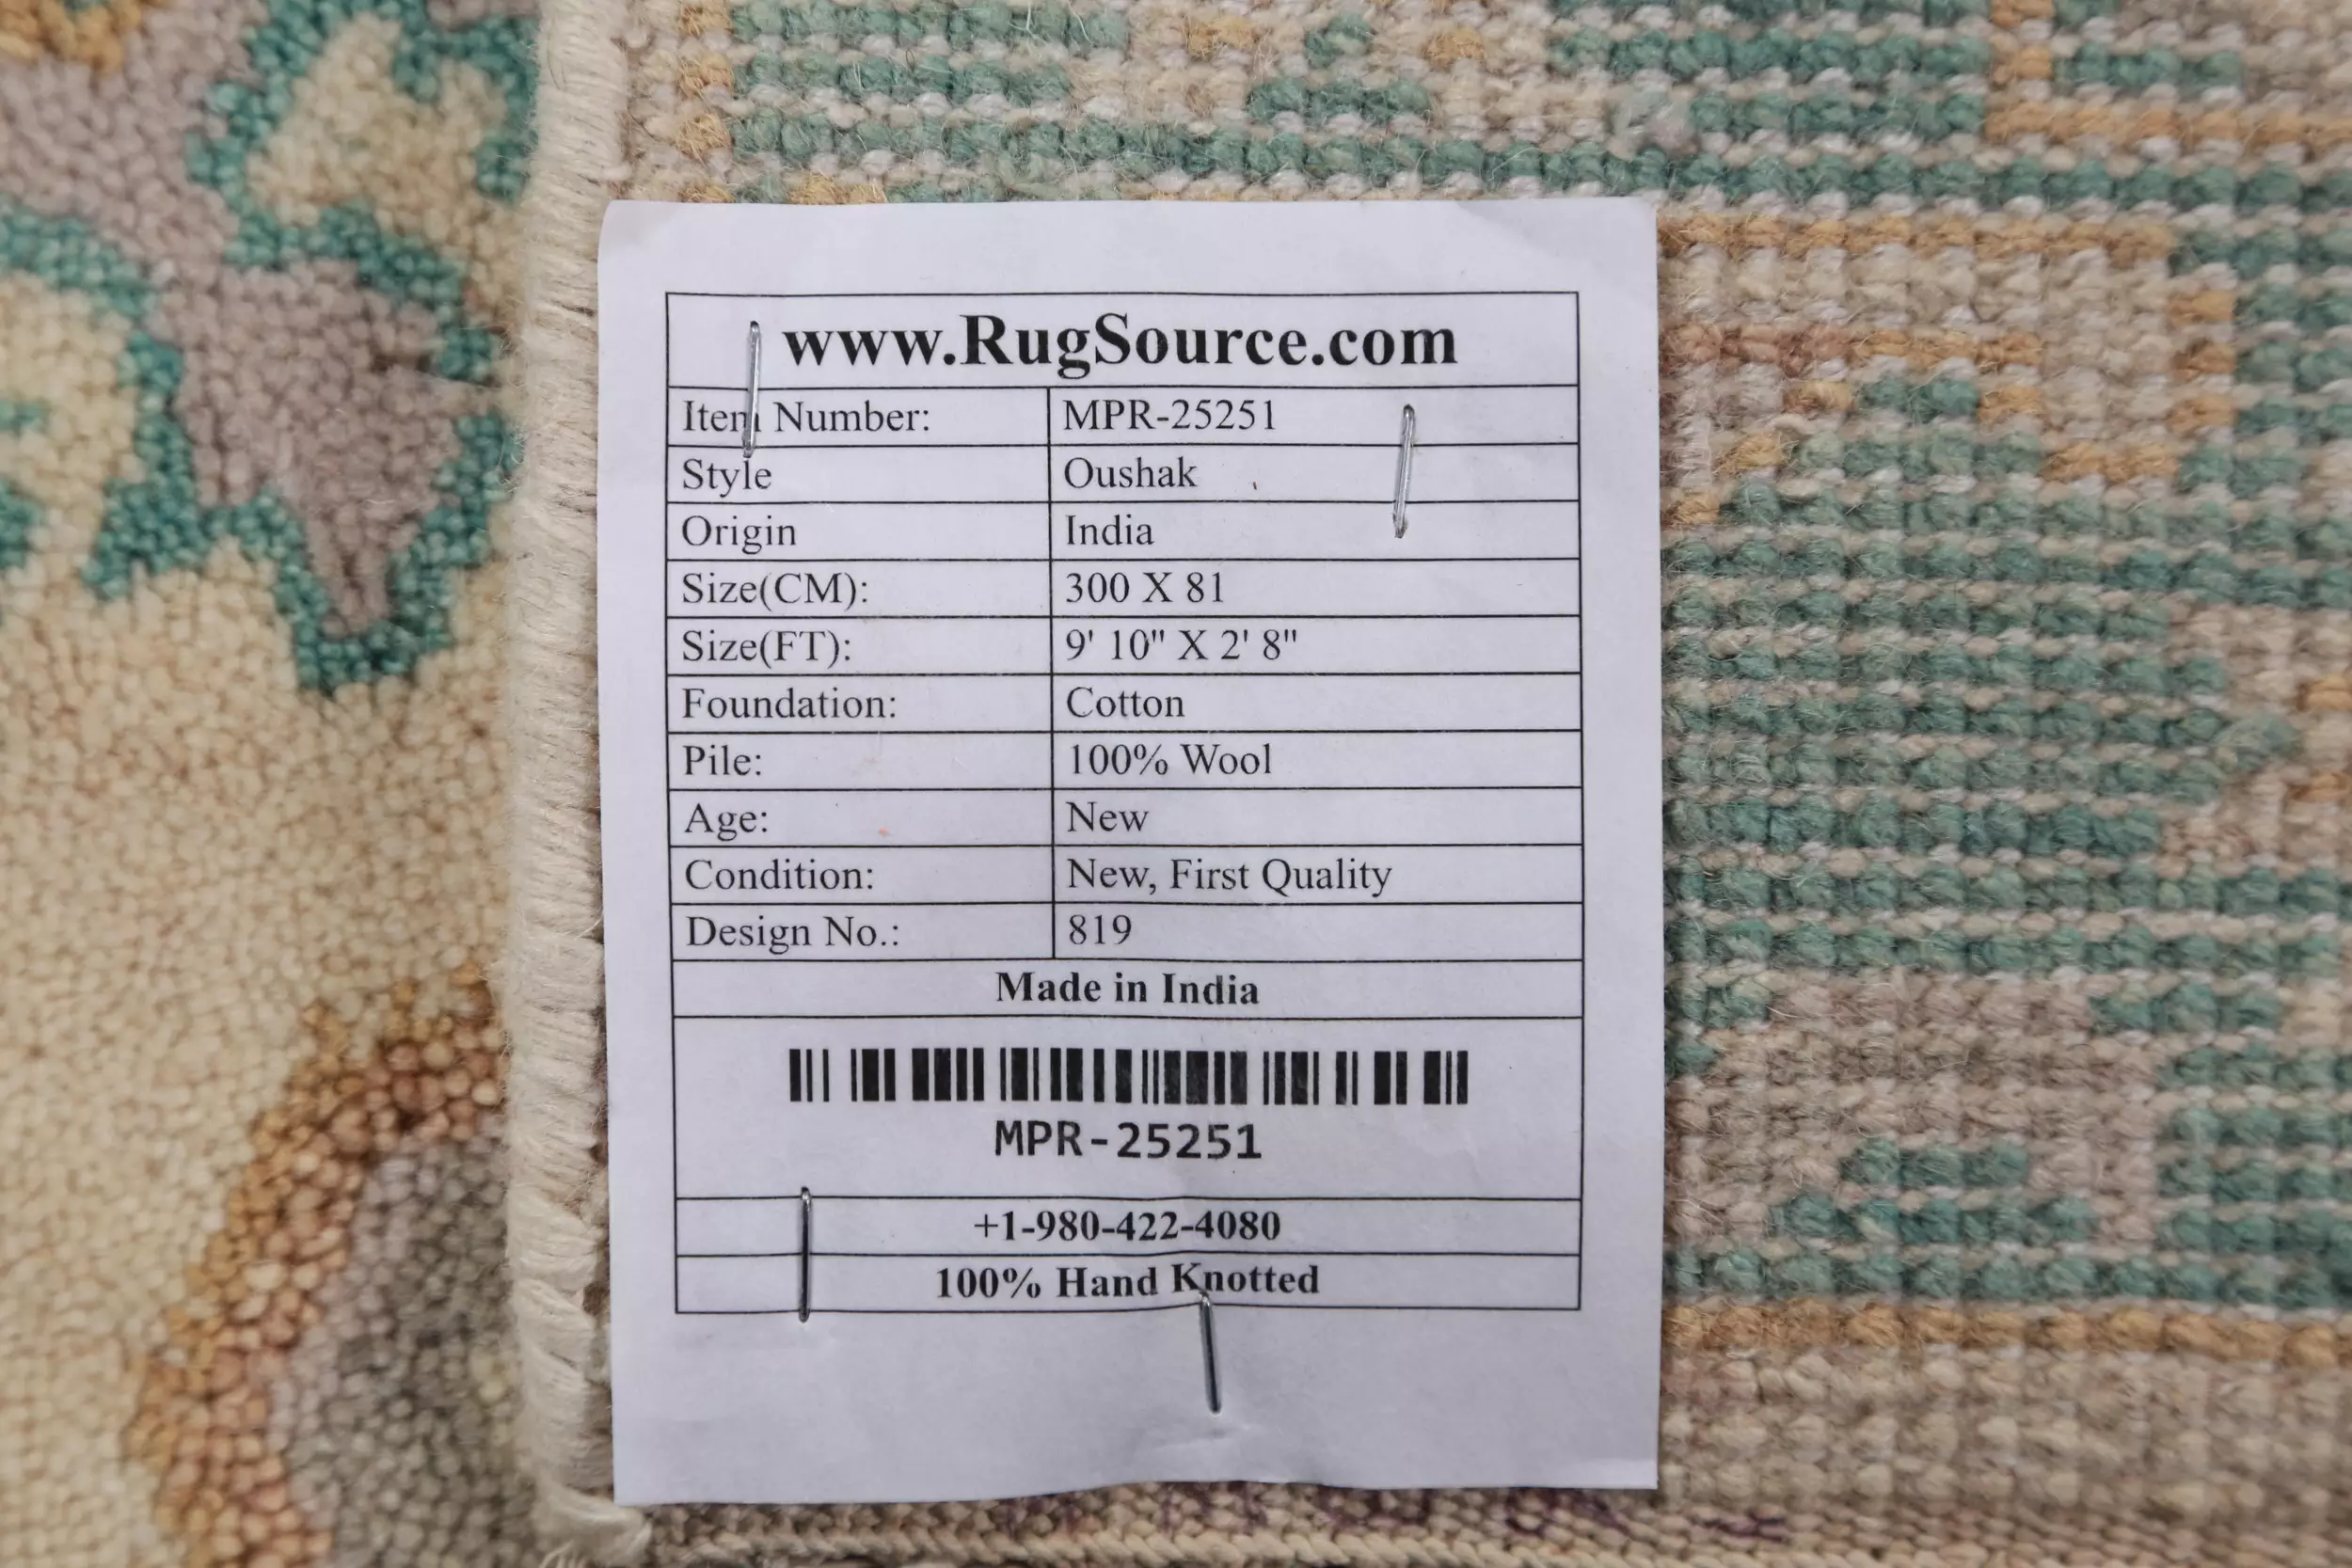 www.RugSource.com
Item Number: MPR-25251
Style Oushak
Origin India
Size(CM): 300 X 81
Size(FT): 9' 10" X 2' 8"
Foundation: Cotton
Pile: 100% Wool
Age: New
Condition: New, First Quality
Design No.: 819
Made in India
MPR-25251
+1-980-422-4080
100% Hand Knotted